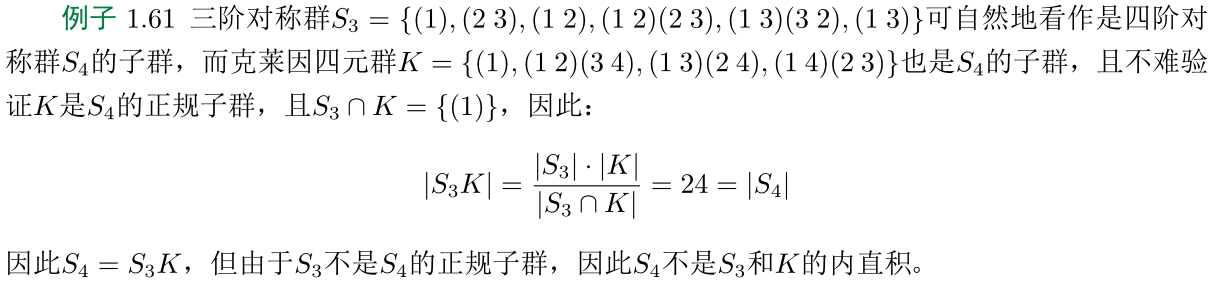 例子 1.61 三阶对称群S₃ = {(1), (2 3), (1 2), (1 2)(2 3), (1 3)(3 2), (1 3)}可自然地看作是四阶对
称群S₄的子群，而克莱因四元群K = {(1), (1 2)(3 4), (1 3)(2 4), (1 4)(2 3)}也是S₄的子群，且不难验
证K是S₄的正规子群，且S₃ ∩ K = {(1)}，因此：
|S₃K| = |S₃| · |K| / |S₃ ∩ K| = 24 = |S₄|
因此S₄ = S₃K，但由于S₃不是S₄的正规子群，因此S₄不是S₃和K的内直积。